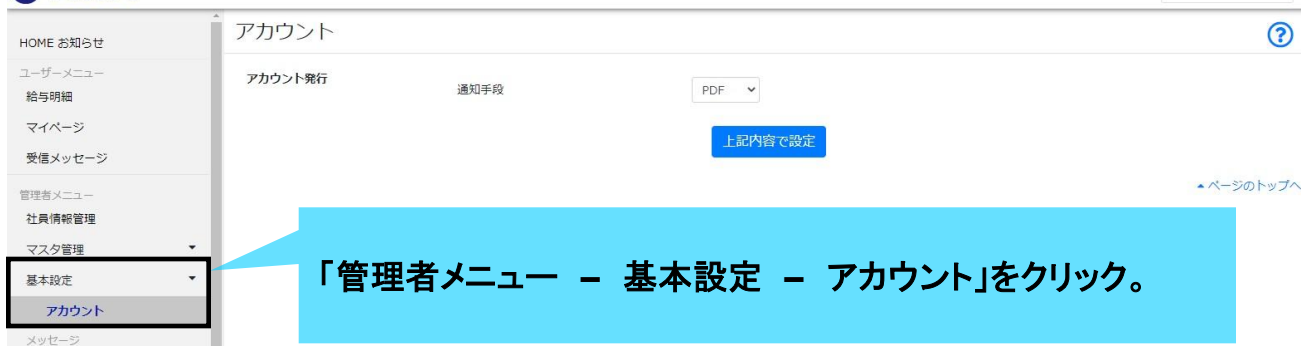 アカウント
HOME お知らせ
ユーザーメニュー
給与明細
マイページ
受信メッセージ
管理者メニュー
社員情報管理
マスタ管理
基本設定
アカウント
メッセージ
アカウント発行
通知手段
PDF
上記内容で設定
ページのトップへ
「管理者メニュー － 基本設定 － アカウント」をクリック。